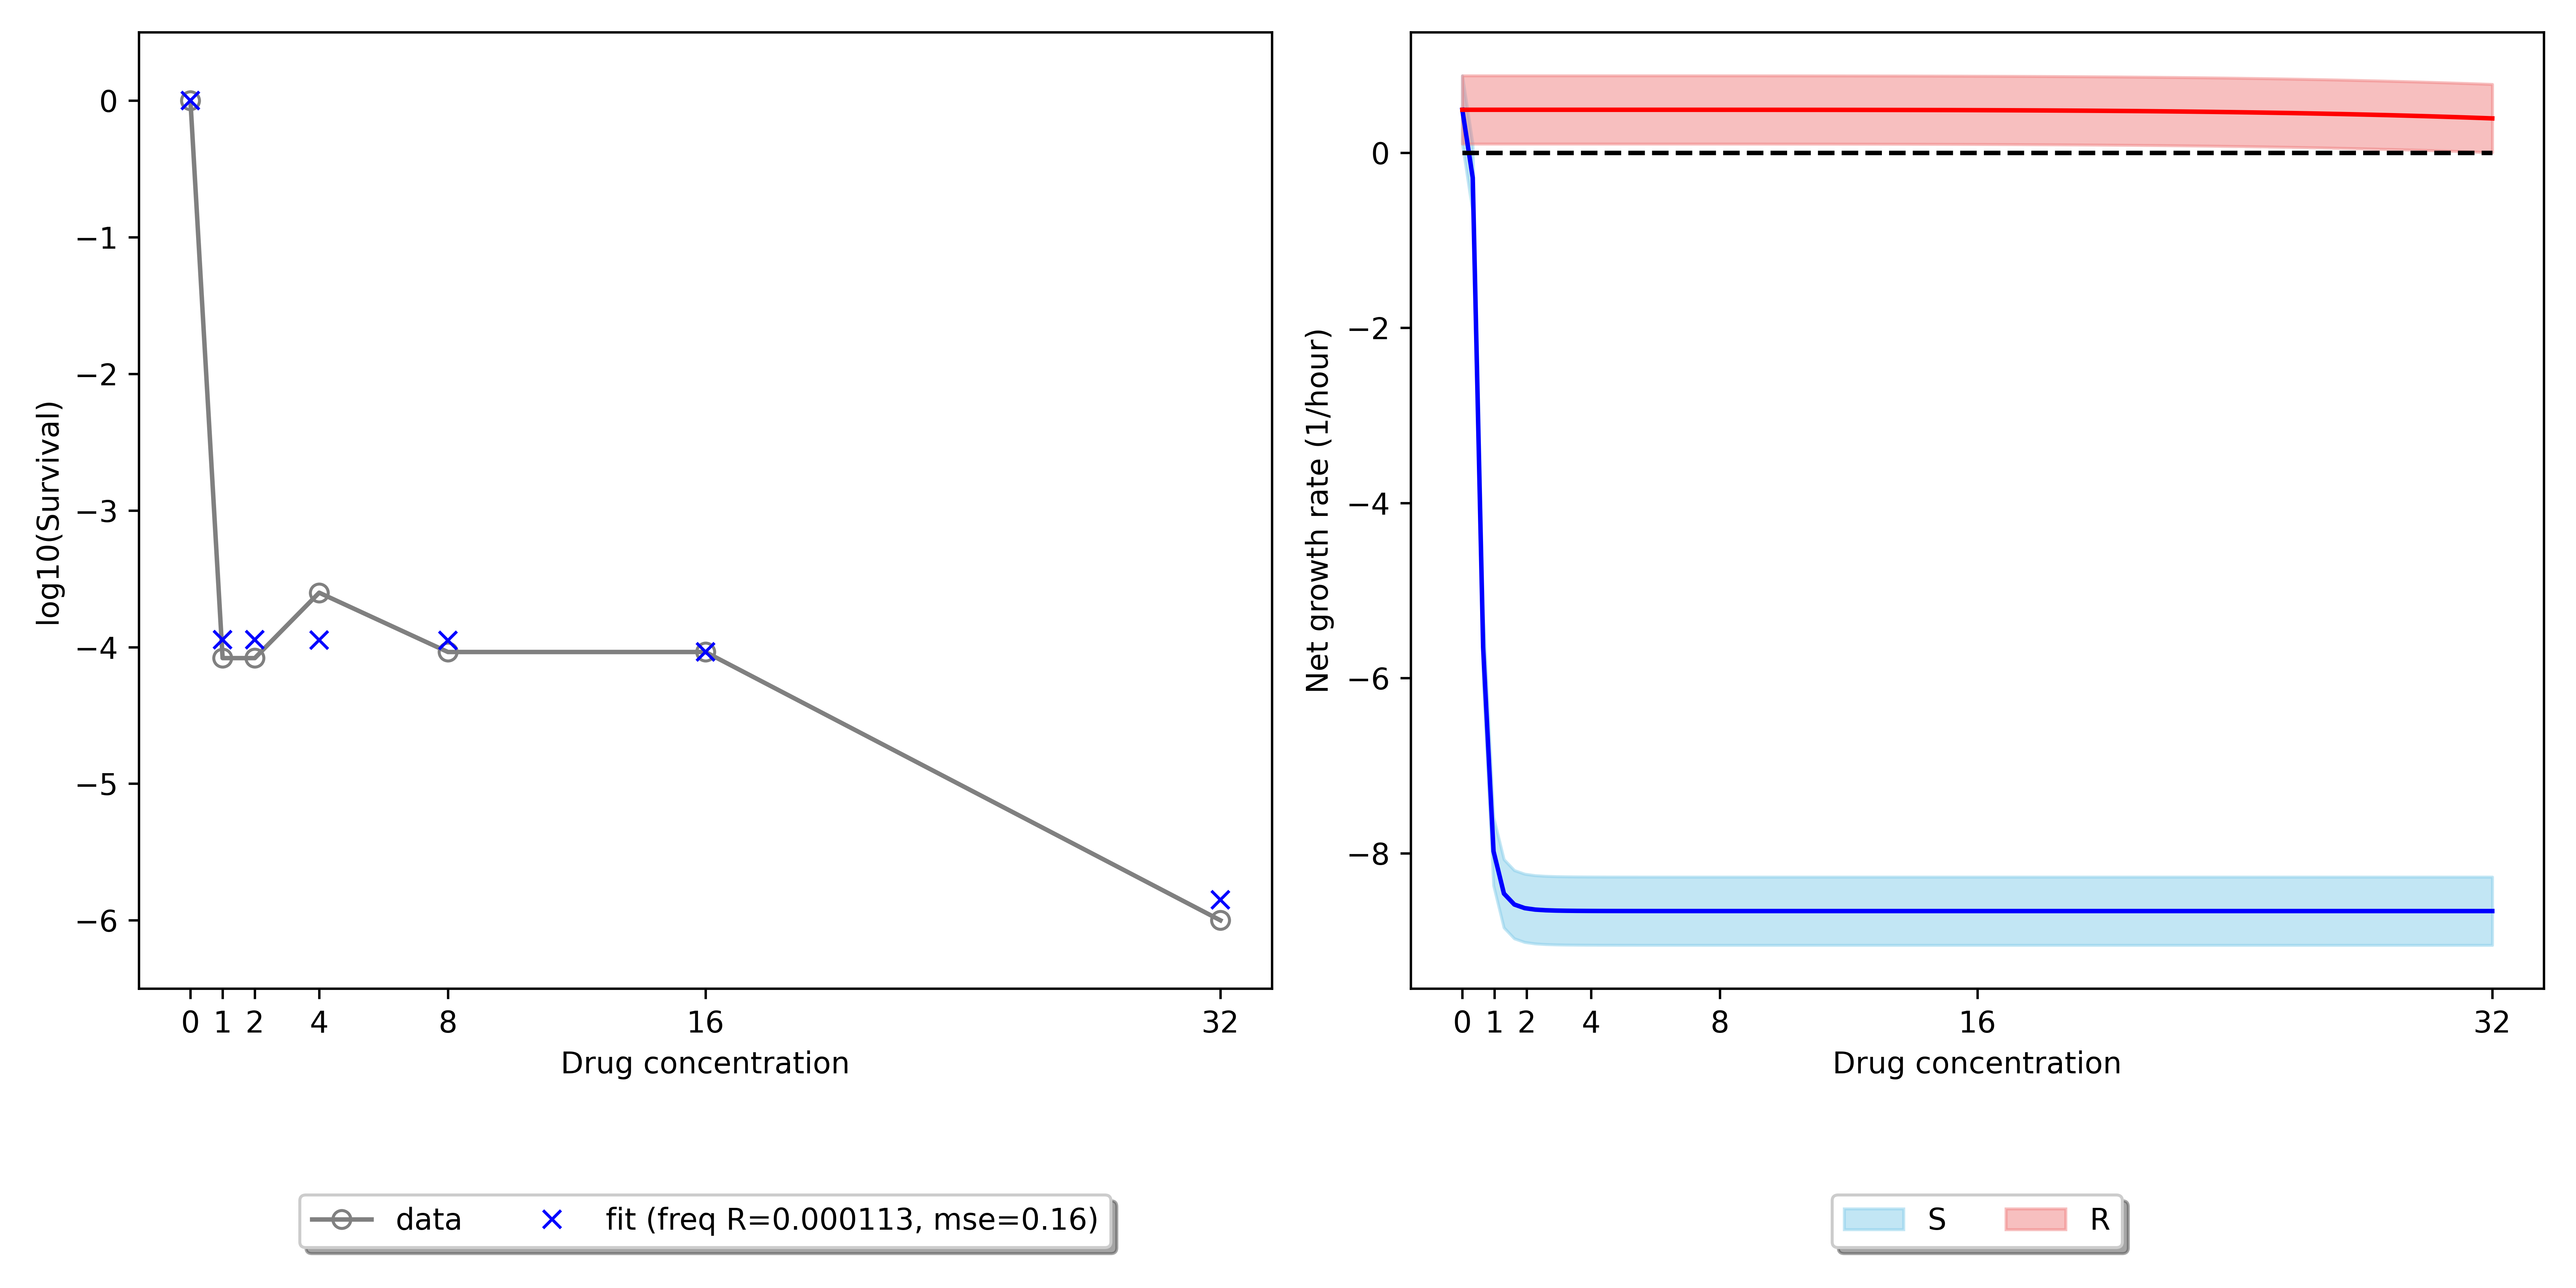 log10(Survival)
0
−1
−2
−3
−4
−5
−6
0 1 2 4 8 16 32
Drug concentration
data fit (freq R=0.000113, mse=0.16)
Net growth rate (1/hour)
0
−2
−4
−6
−8
0 1 2 4 8 16 32
Drug concentration
S R